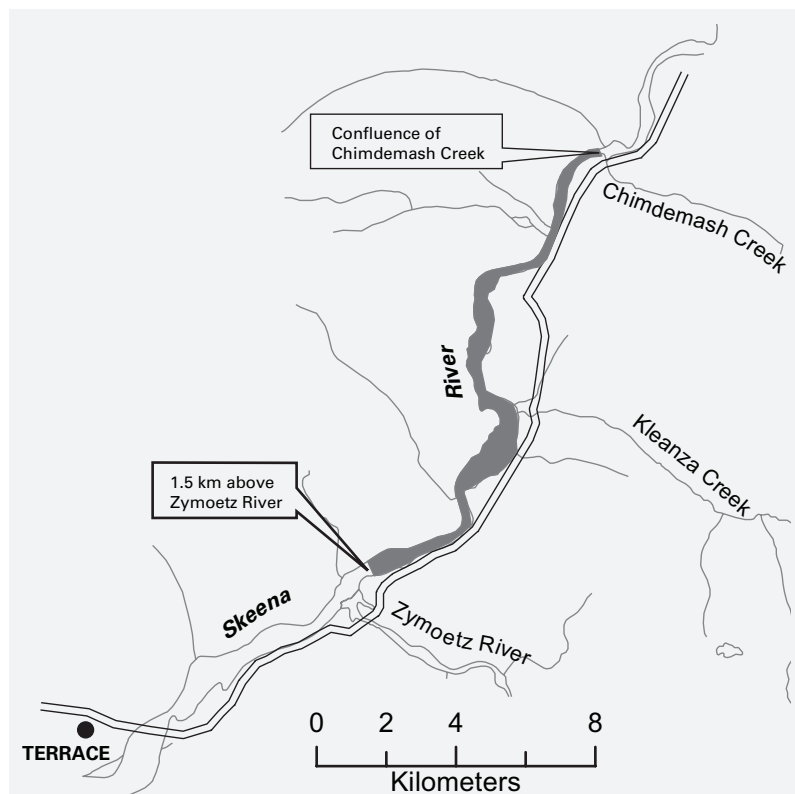 Confluence of
Chimdemash Creek
Chimdemash Creek
River
Kleanza Creek
1.5 km above
Zymoetz River
Skeena
Zymoetz River
TERRACE
0 2 4 8
Kilometers